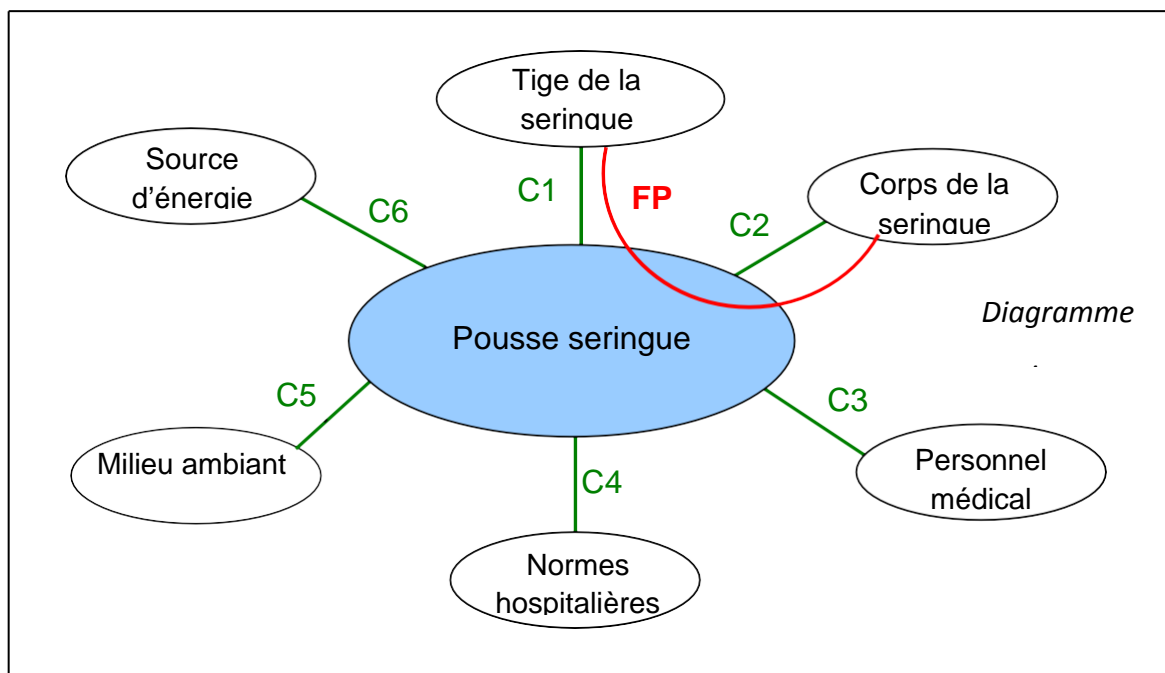 Tige de la
seringue
Source
d'énergie
Corps de la
seringue
C1
FP
C2
C6
Diagramme
Pousse seringue
C5
C3
Milieu ambiant
C4
Personnel
médical
Normes
hospitalières